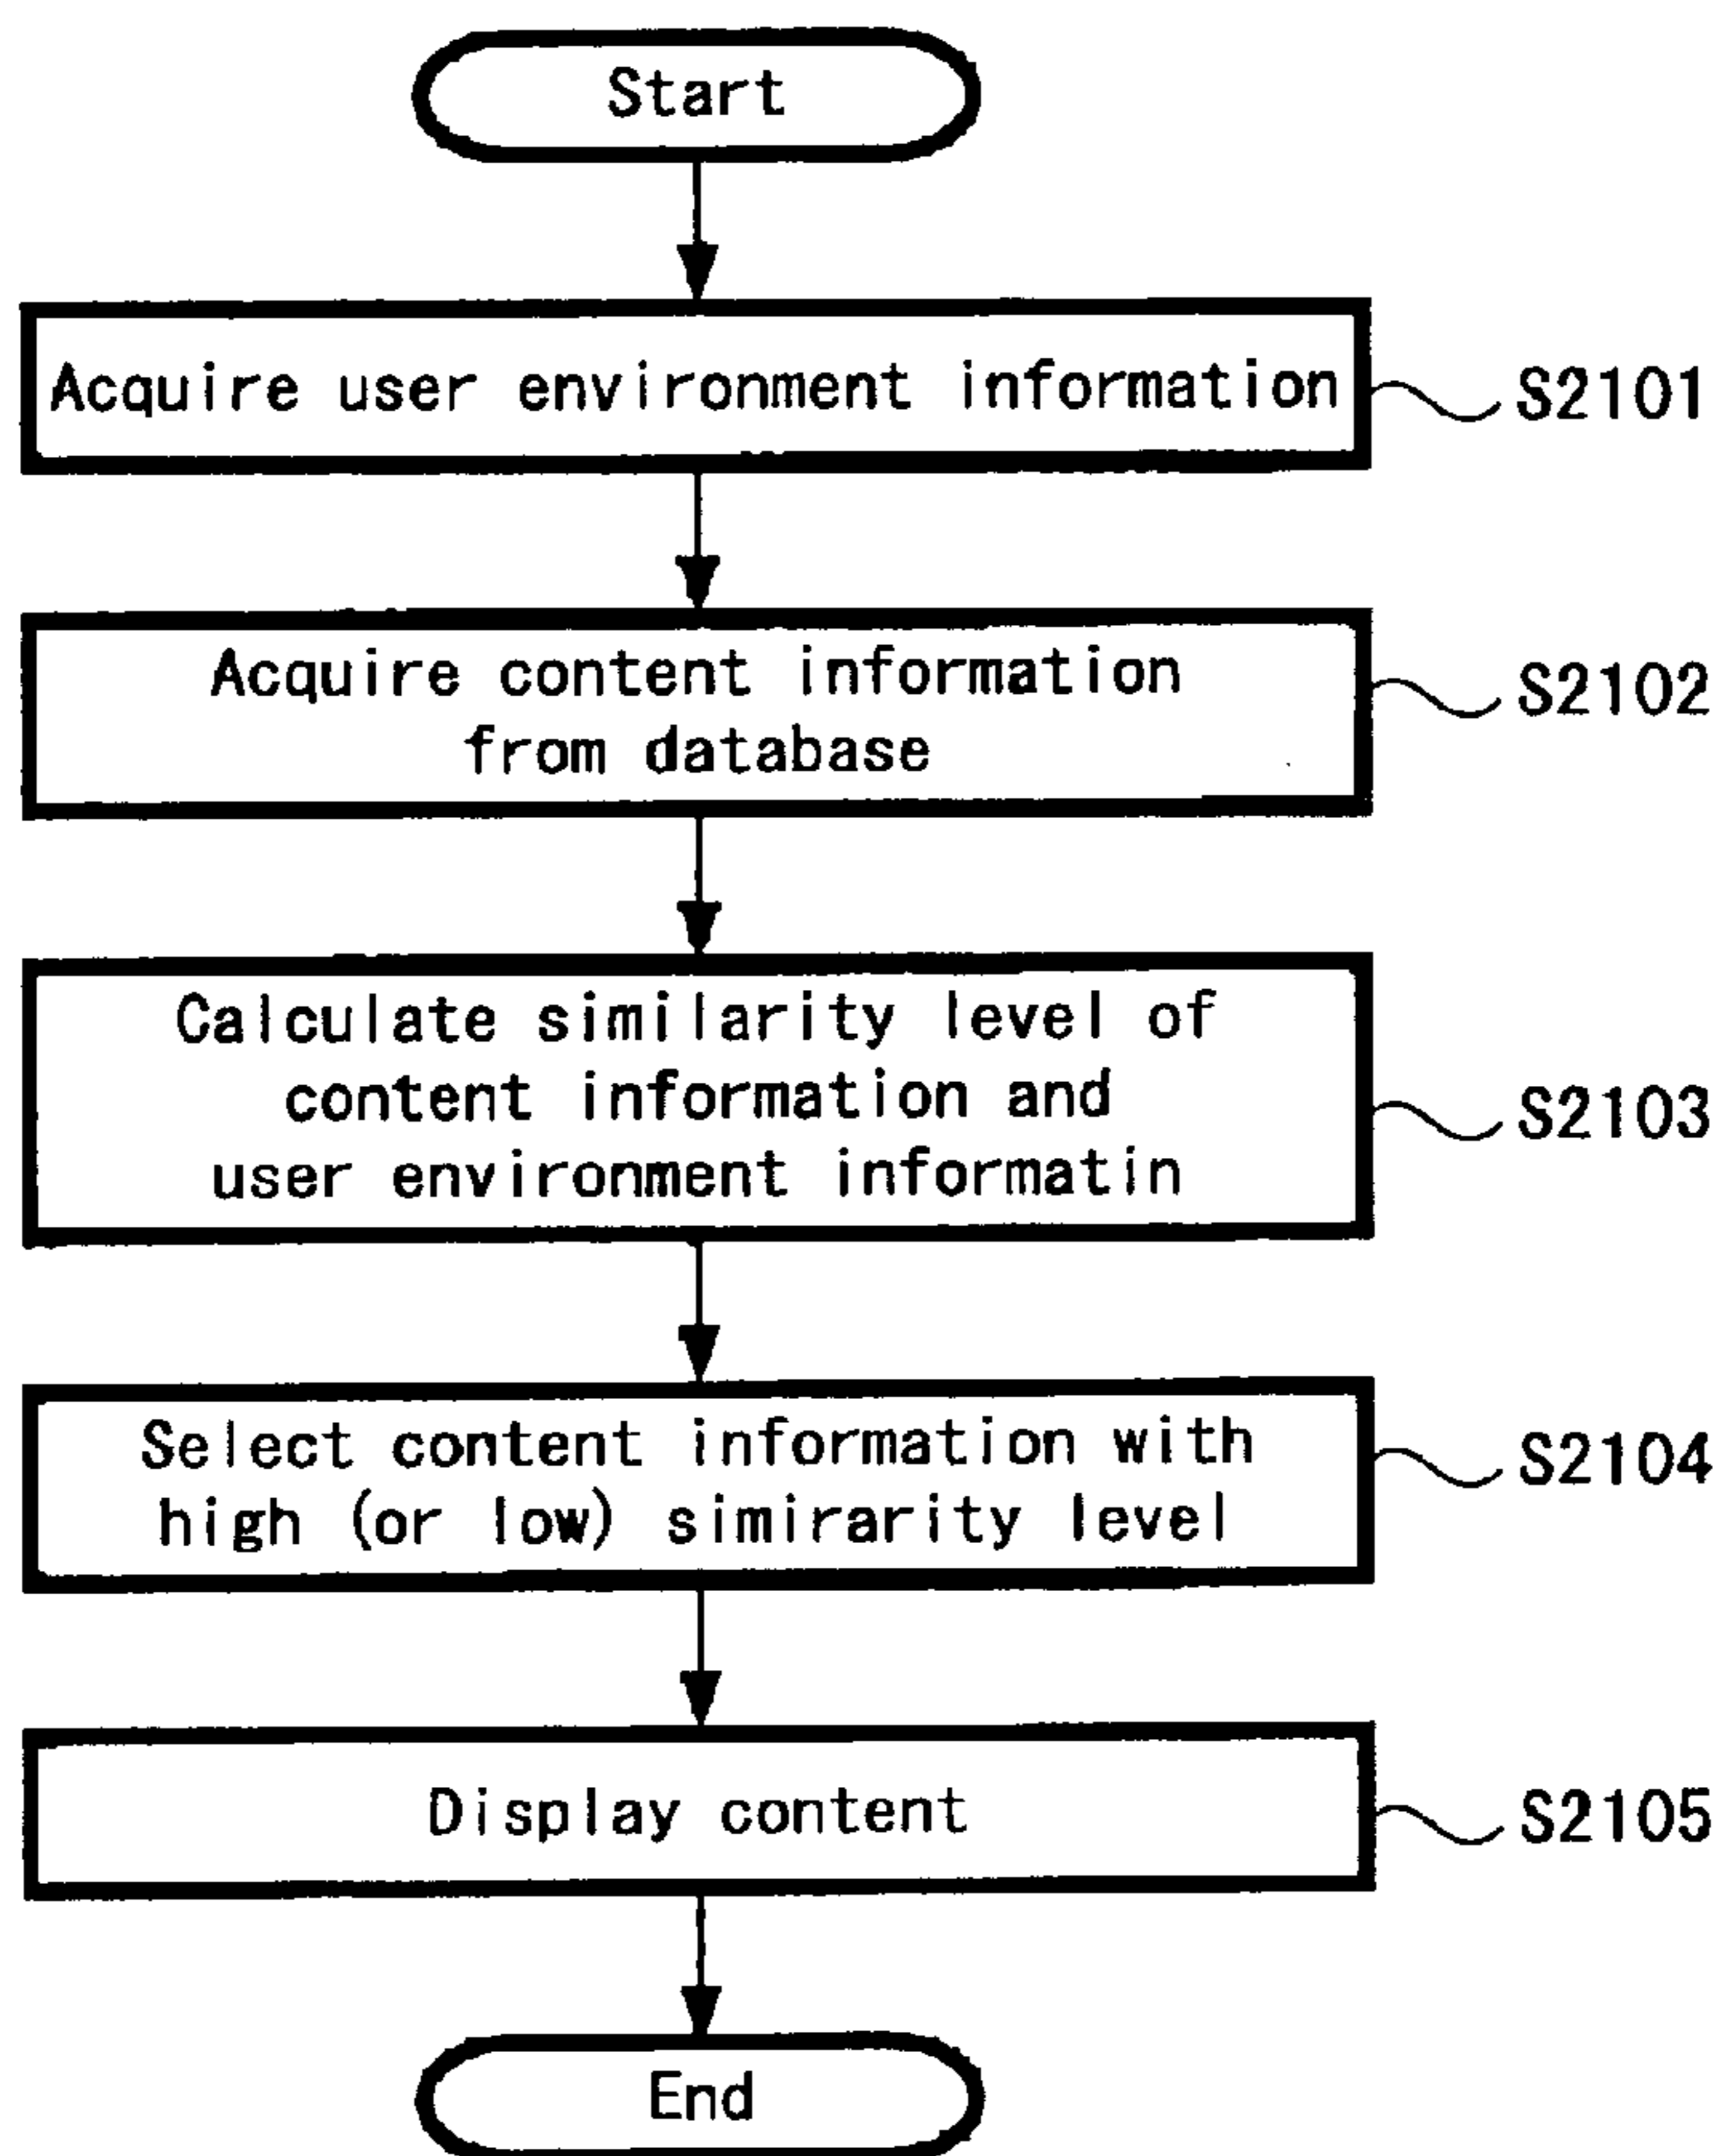 Start
Acquire user environment information
S2101
Acquire content information
from database
S2102
Calculate similarity level of
content information and
user environment informatin
S2103
Select content information with
high (or low) simirarity level
S2104
Display content
S2105
End